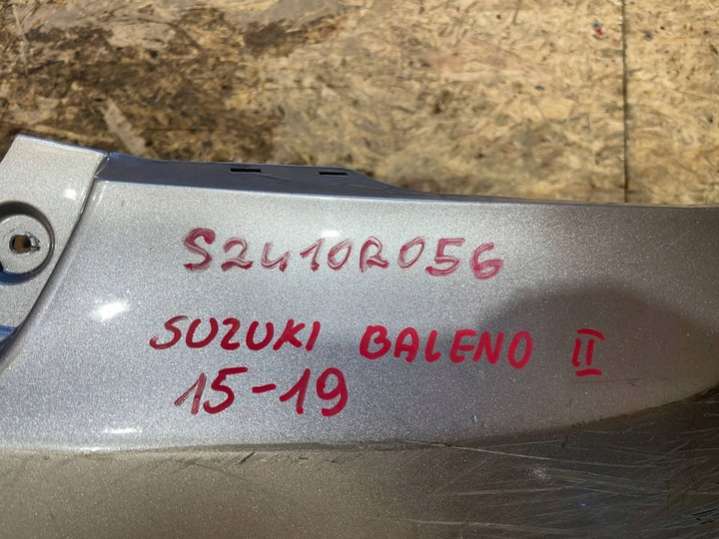 S2410R056
SUZUKI BALENO II
15-19